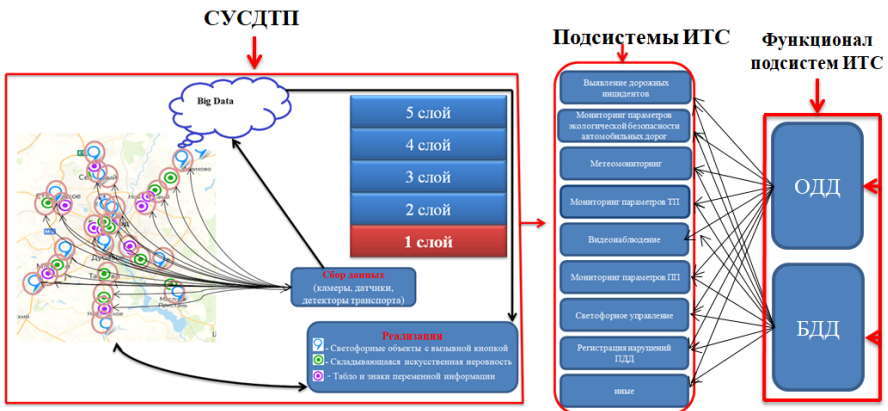 СУСДТП
Подсистемы ИТС
Функционал
подсистем ИТС
Big Data
5 слой
4 слой
3 слой
2 слой
1 слой
Сбор данных
(камеры, датчики,
детекторы транспорта)
Реализация
- Светофорные объекты с вызывной кнопкой
- Складывающаяся искусственная неровность
- Табло и знаки переменной информации
Выявление дорожных
инцидентов
Мониторинг параметров
экологической безопасности
автомобильных дорог
Метеомониторинг
Мониторинг параметров ТП
Видеонаблюдение
Мониторинг параметров ПП
Светофорное управление
Регистрация нарушений
ПДД
иные
ОДД
БДД